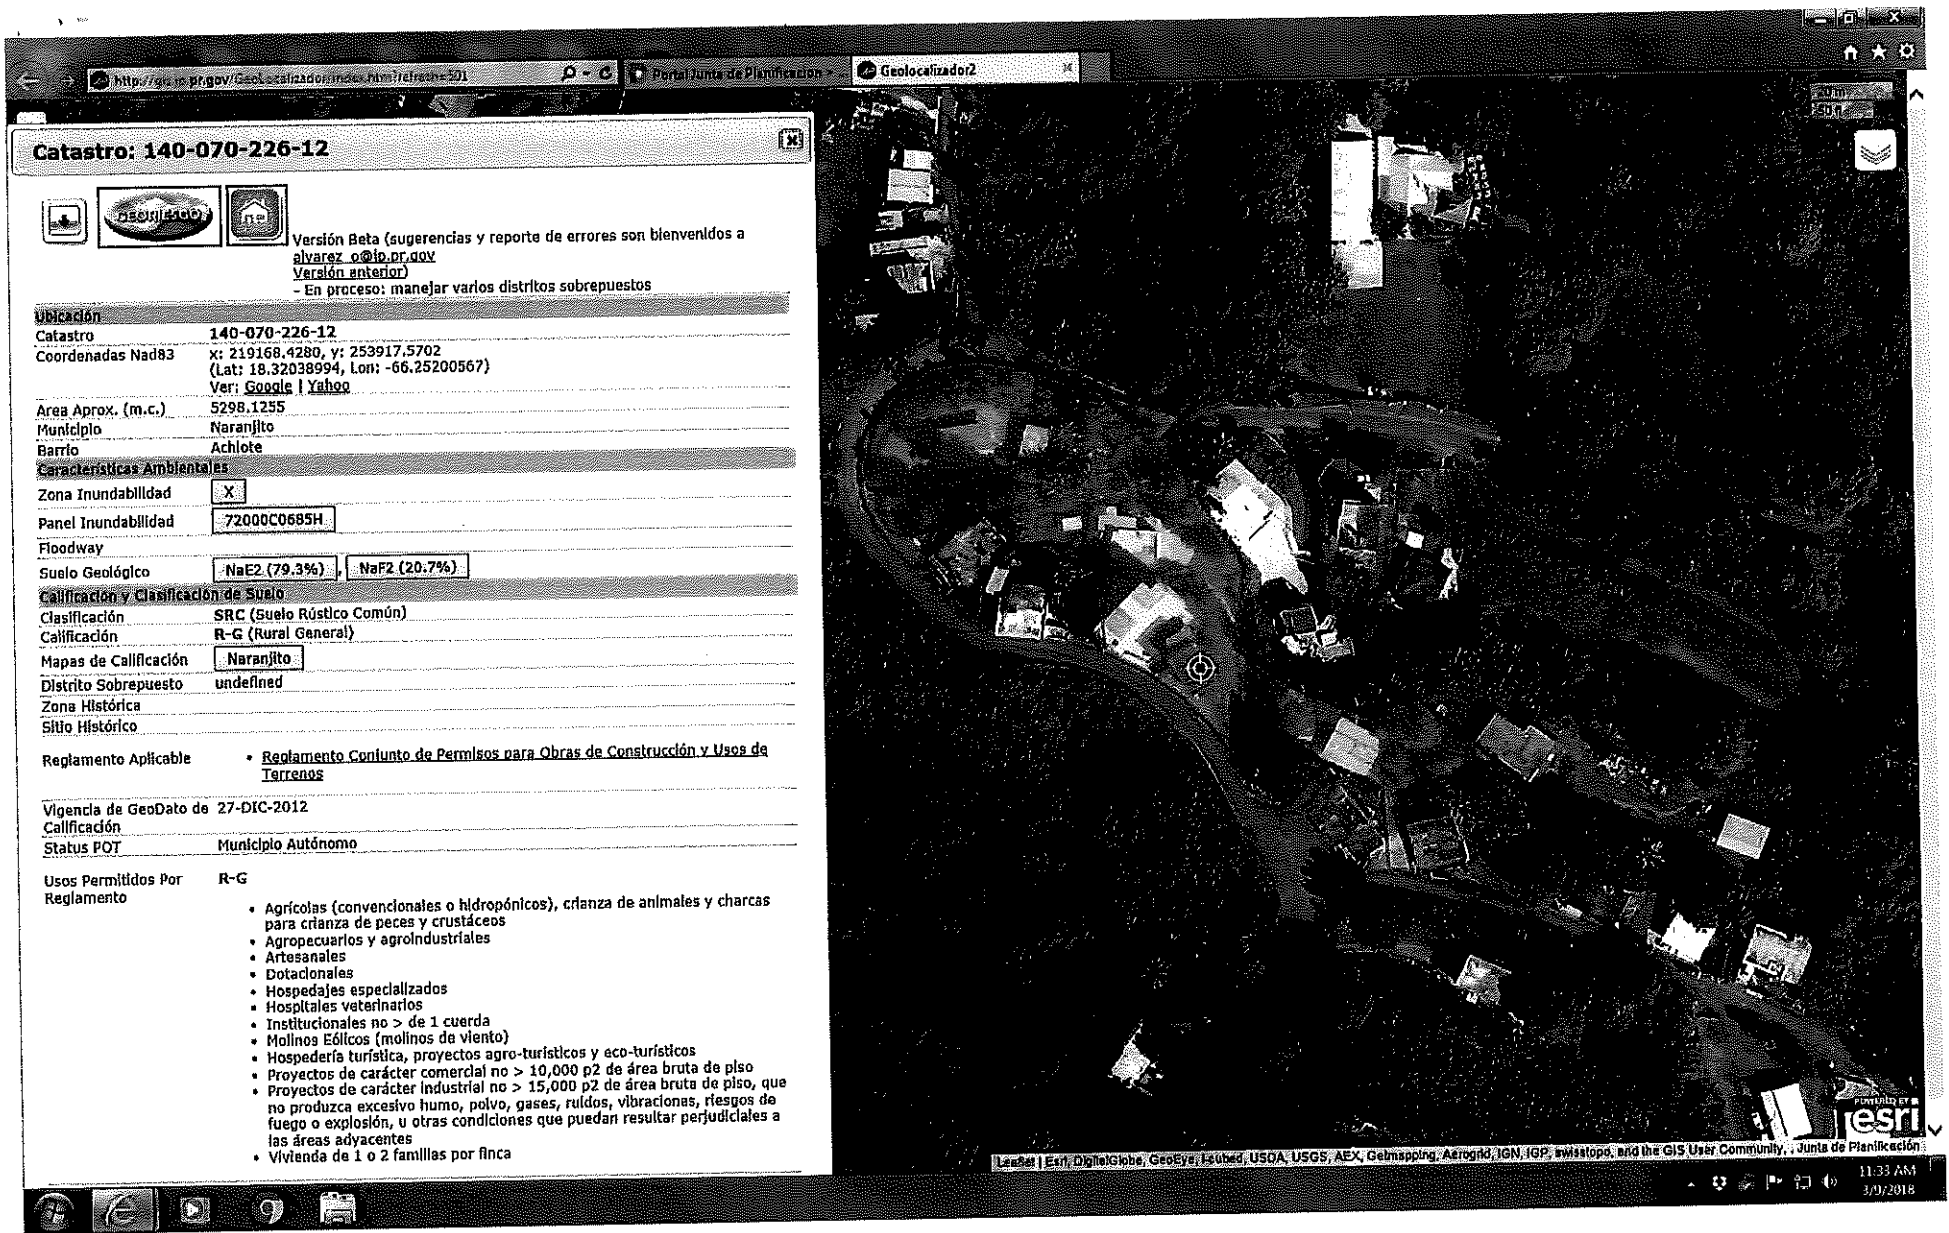 Portal Junta de Planificación
Geolocalizador2
Catastro: 140-070-226-12
GEORIESGO
Versión Beta (sugerencias y reporte de errores son bienvenidos a
alvarez_o@jp.pr.gov
Versión anterior)
- En proceso: manejar varios distritos sobrepuestos
Ubicación
Catastro 140-070-226-12
Coordenadas Nad83 x: 219168.4280, y: 253917.5702
(Lat: 18.32038994, Lon: -66.25200567)
Ver: Google | Yahoo
Area Aprox. (m.c.) 5298.1255
Municipio Naranjito
Barrio Achiote
Características Ambientales
Zona Inundabilidad X
Panel Inundabilidad 72000C0685H
Floodway
Suelo Geológico NaE2 (79.3%) , NaF2 (20.7%)
Calificación y Clasificación de Suelo
Clasificación SRC (Suelo Rústico Común)
Calificación R-G (Rural General)
Mapas de Calificación Naranjito
Distrito Sobrepuesto undefined
Zona Histórica
Sitio Histórico
Reglamento Aplicable • Reglamento Conjunto de Permisos para Obras de Construcción y Usos de
Terrenos
Vigencia de GeoDato de 27-DIC-2012
Calificación
Status POT Municipio Autónomo
Usos Permitidos Por R-G
Reglamento
• Agrícolas (convencionales o hidropónicos), crianza de animales y charcas
para crianza de peces y crustáceos
• Agropecuarios y agroindustriales
• Artesanales
• Dotacionales
• Hospedajes especializados
• Hospitales veterinarios
• Institucionales no > de 1 cuerda
• Molinos Eólicos (molinos de viento)
• Hospedería turística, proyectos agro-turísticos y eco-turísticos
• Proyectos de carácter comercial no > 10,000 p2 de área bruta de piso
• Proyectos de carácter industrial no > 15,000 p2 de área bruta de piso, que
no produzca excesivo humo, polvo, gases, ruidos, vibraciones, riesgos de
fuego o explosión, u otras condiciones que puedan resultar perjudiciales a
las áreas adyacentes
• Vivienda de 1 o 2 familias por finca
POWERED BY
esri
Leaflet | Esri, DigitalGlobe, GeoEye, i-cubed, USDA, USGS, AEX, Getmapping, Aerogrid, IGN, IGP, swisstopo, and the GIS User Community, , Junta de Planificación
11:33 AM
3/9/2018